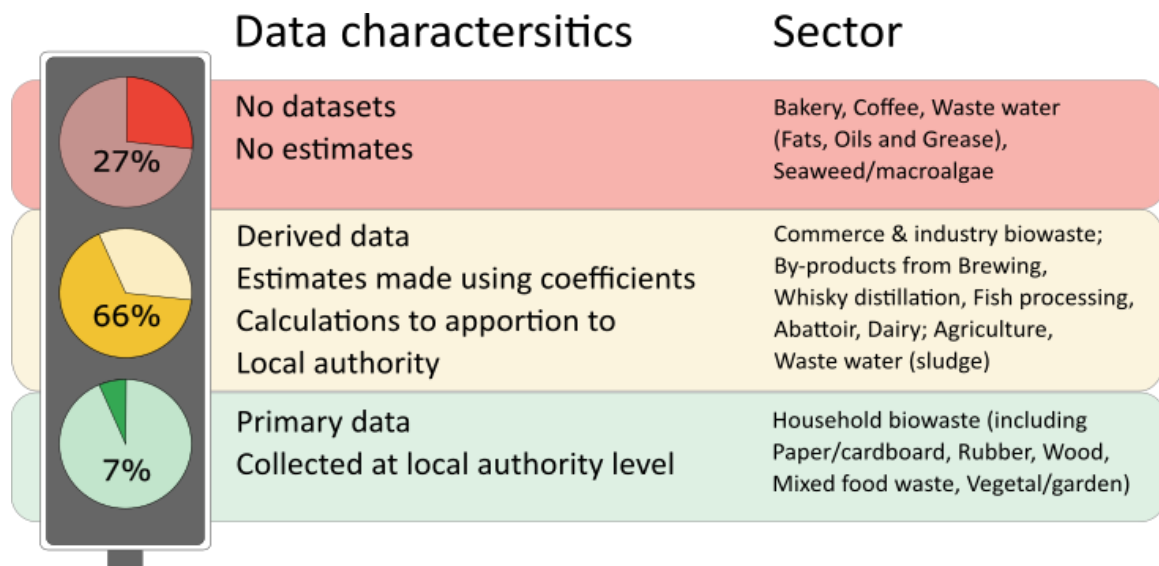 Data charactersitics
Sector
27%
No datasets
No estimates
Bakery, Coffee, Waste water
(Fats, Oils and Grease),
Seaweed/macroalgae
66%
Derived data
Estimates made using coefficients
Calculations to apportion to
Local authority
Commerce & industry biowaste;
By-products from Brewing,
Whisky distillation, Fish processing,
Abattoir, Dairy; Agriculture,
Waste water (sludge)
7%
Primary data
Collected at local authority level
Household biowaste (including
Paper/cardboard, Rubber, Wood,
Mixed food waste, Vegetal/garden)